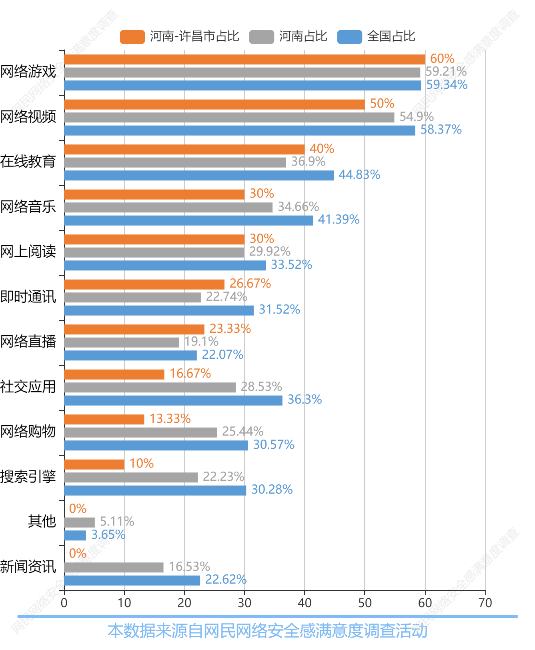 河南-许昌市占比 河南占比 全国占比
网络游戏 60% 59.21% 59.34%
网络视频 50% 54.9% 58.37%
在线教育 40% 36.9% 44.83%
网络音乐 30% 34.66% 41.39%
网上阅读 30% 29.92% 33.52%
即时通讯 26.67% 22.74% 31.52%
网络直播 23.33% 19.1% 22.07%
社交应用 16.67% 28.53% 36.3%
网络购物 13.33% 25.44% 30.57%
搜索引擎 10% 22.23% 30.28%
其他 0% 5.11% 3.65%
新闻资讯 0% 16.53% 22.62%
0 10 20 30 40 50 60 70
本数据来源自网民网络安全感满意度调查活动